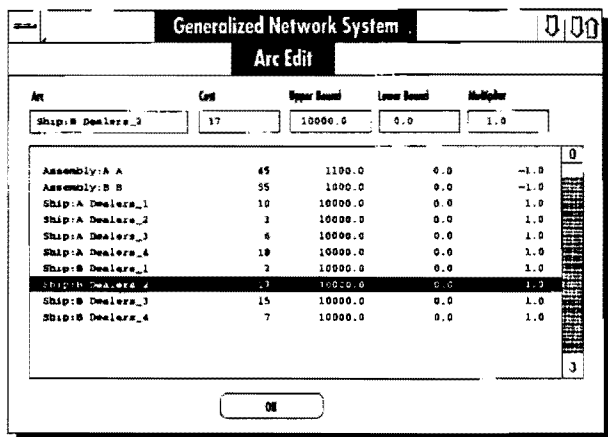 Generalized Network System
Arc Edit
Arc Cost Upper Bound Lower Bound Multiplier
Ship:B Dealers_2 17 10000.0 0.0 1.0
Assembly:A A 45 1100.0 0.0 -1.0
Assembly:B B 1000.0 0.0 -1.0
Ship:A Dealers_1 10 10000.0 0.0 1.0
Ship:A Dealers_2 10000.0 0.0 1.0
Ship:A Dealers_3 6 10000.0 0.0 1.0
Ship:A Dealers_4 18 10000.0 0.0 1.0
Ship:B Dealers_1 2 10000.0 0.0 1.0
Ship:B Dealers_2 17 10000.0 0.0 1.0
Ship:B Dealers_3 15 10000.0 0.0 1.0
Ship:B Dealers_4 7 10000.0 0.0 1.0
OK